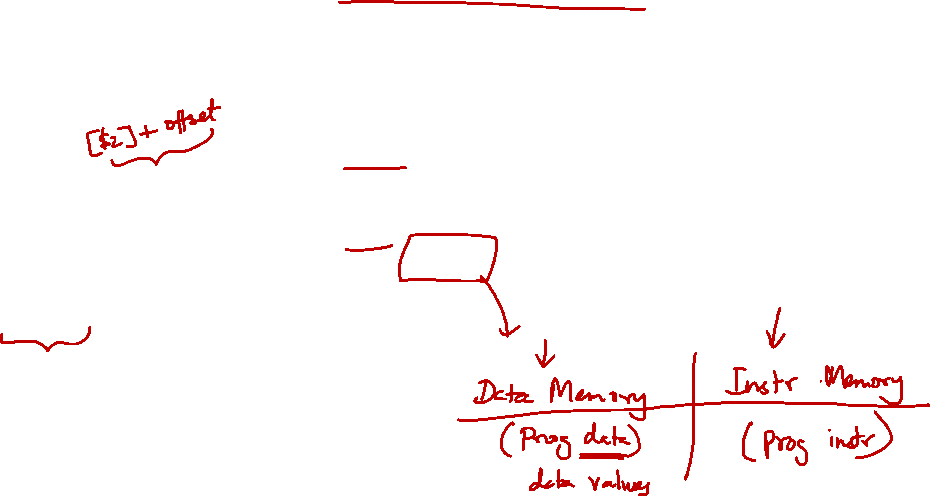 [$2] + offset
Data Memory
Instr. Memory
(Prog data)
(Prog instr)
data values